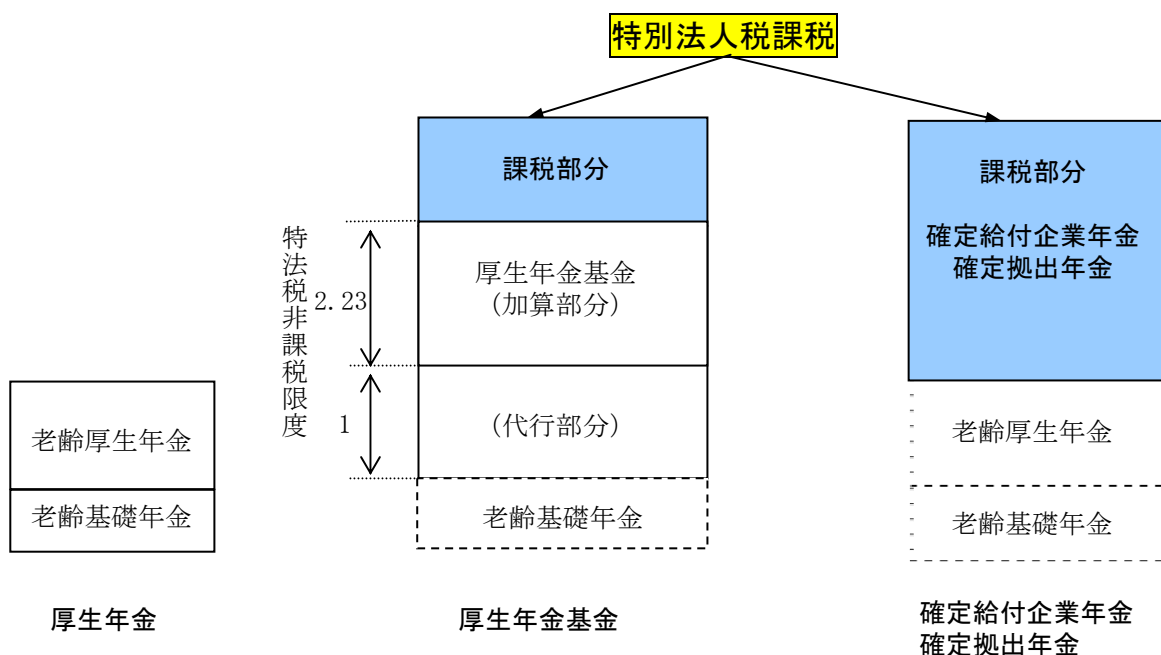 特別法人税課税
老齢厚生年金
老齢基礎年金
厚生年金
特法税非課税限度
2.23
1
課税部分
厚生年金基金
(加算部分)
(代行部分)
老齢基礎年金
厚生年金基金
課税部分
確定給付企業年金
確定拠出年金
老齢厚生年金
老齢基礎年金
確定給付企業年金
確定拠出年金